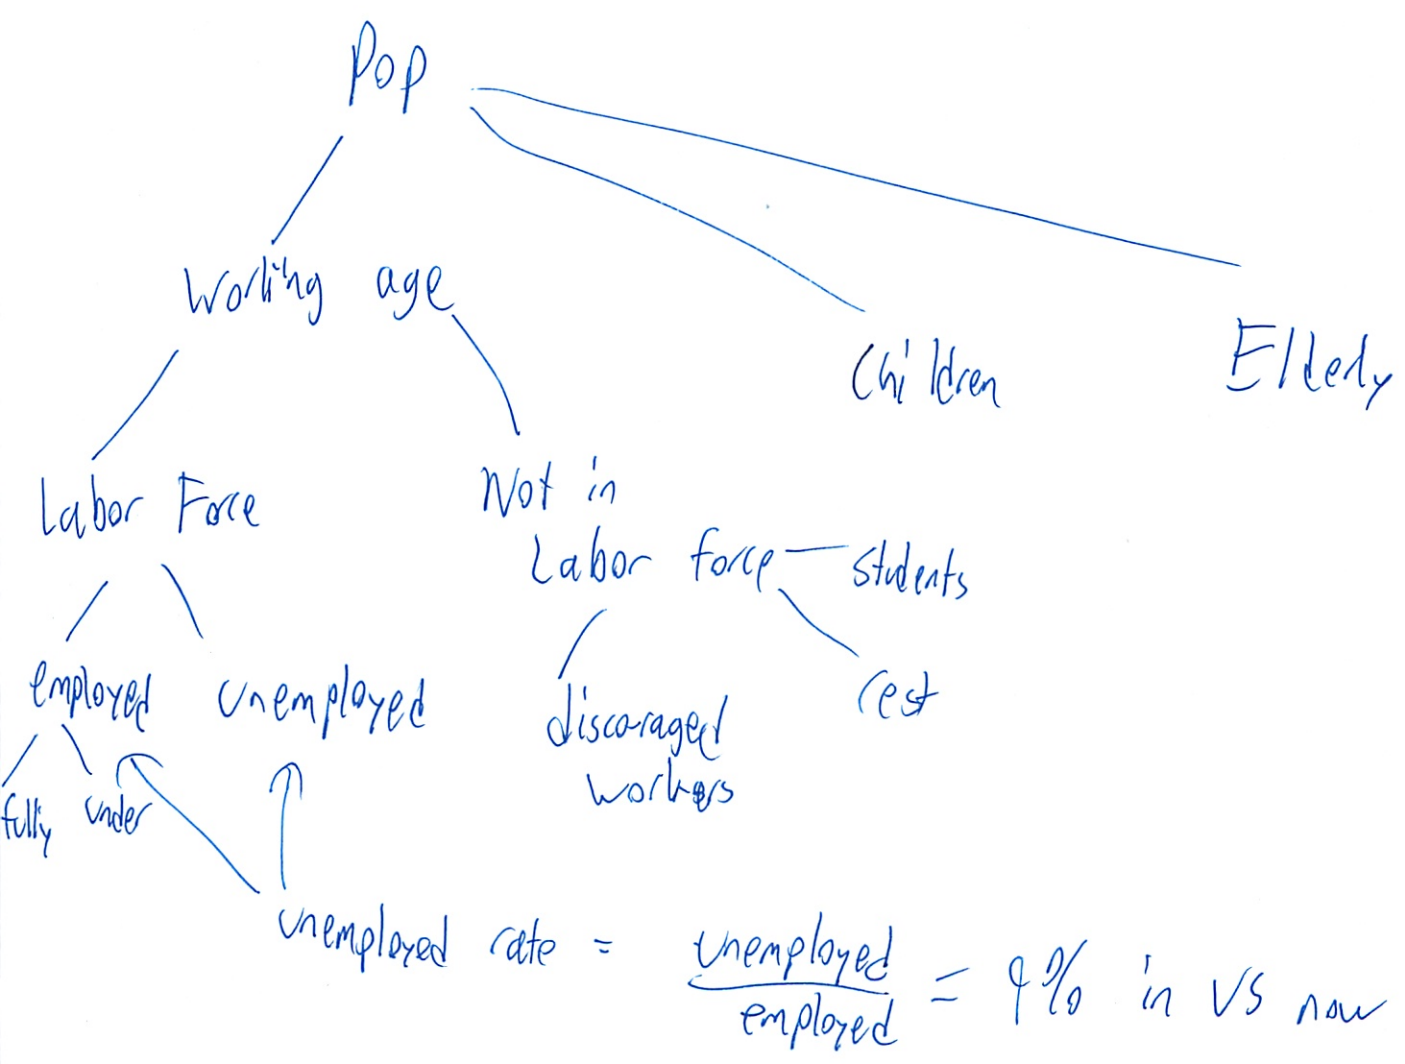 Pop
Working age
Children
Elderly
Labor Force
Not in
Labor force
students
employed
unemployed
discouraged
workers
rest
fully
under
unemployed rate = unemployed / employed = 9% in US now